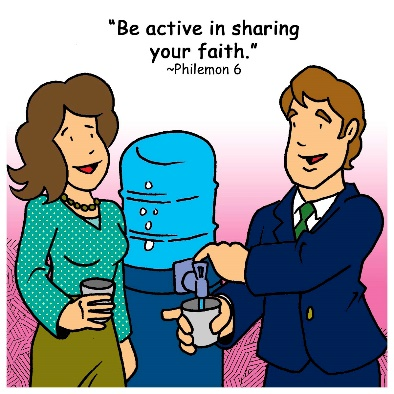 “Be active in sharing
your faith.”
~Philemon 6